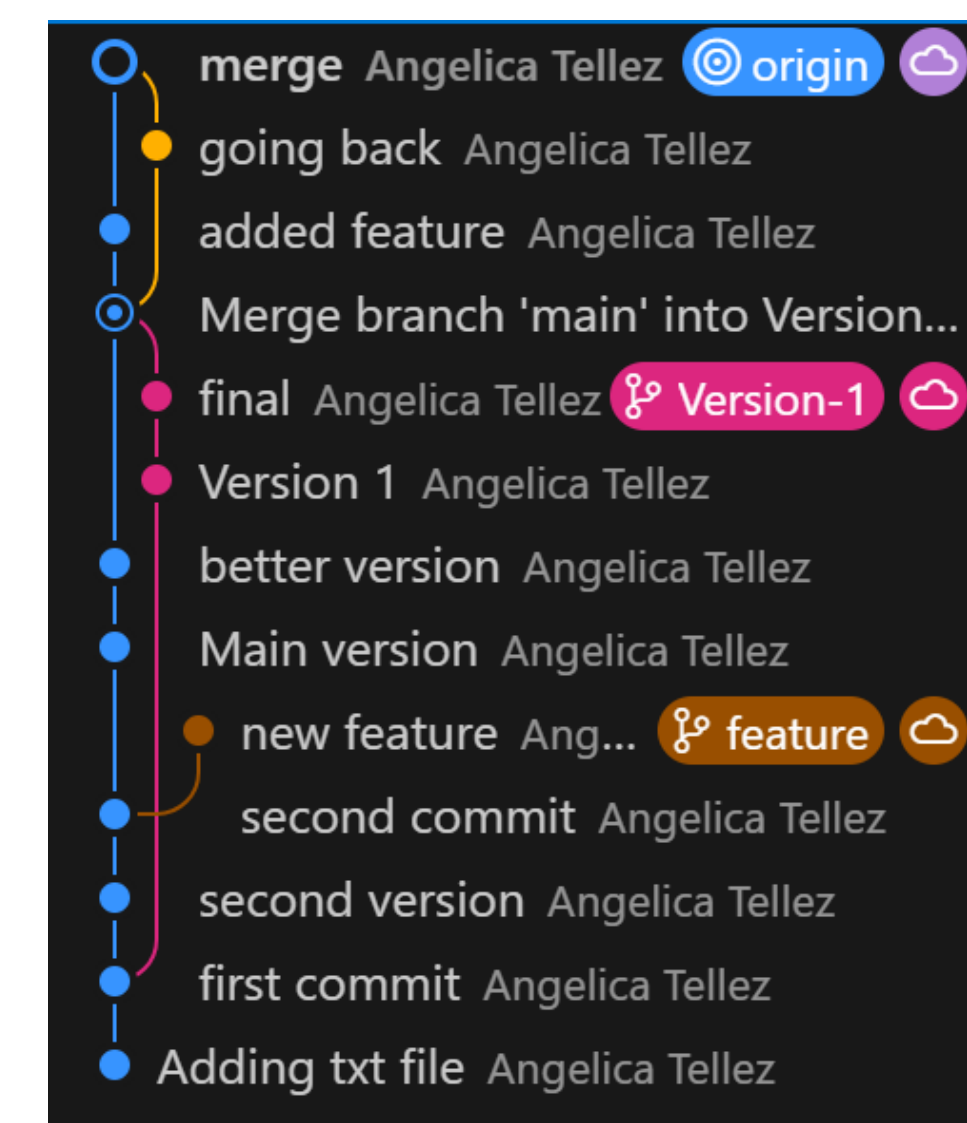 merge Angelica Tellez origin
going back Angelica Tellez
added feature Angelica Tellez
Merge branch 'main' into Version...
final Angelica Tellez Version-1
Version 1 Angelica Tellez
better version Angelica Tellez
Main version Angelica Tellez
new feature Ang... feature
second commit Angelica Tellez
second version Angelica Tellez
first commit Angelica Tellez
Adding txt file Angelica Tellez